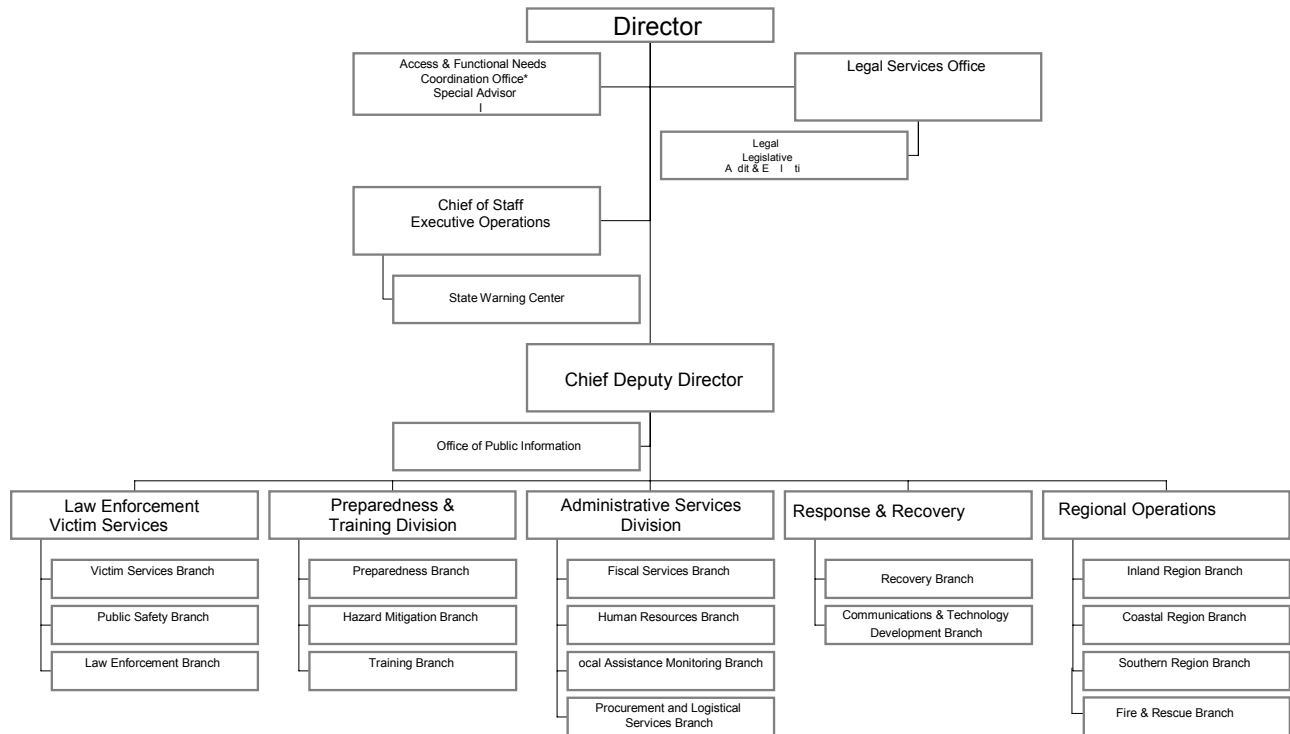 Director
Access & Functional Needs
Coordination Office*
Special Advisor
Legal Services Office
Legal
Legislative
Chief of Staff
Executive Operations
State Warning Center
Chief Deputy Director
Office of Public Information
Law Enforcement
Victim Services
Preparedness &
Training Division
Administrative Services
Division
Response & Recovery
Regional Operations
Victim Services Branch
Public Safety Branch
Law Enforcement Branch
Preparedness Branch
Hazard Mitigation Branch
Training Branch
Fiscal Services Branch
Human Resources Branch
ocal Assistance Monitoring Branch
Procurement and Logistical
Services Branch
Recovery Branch
Communications & Technology
Development Branch
Inland Region Branch
Coastal Region Branch
Southern Region Branch
Fire & Rescue Branch